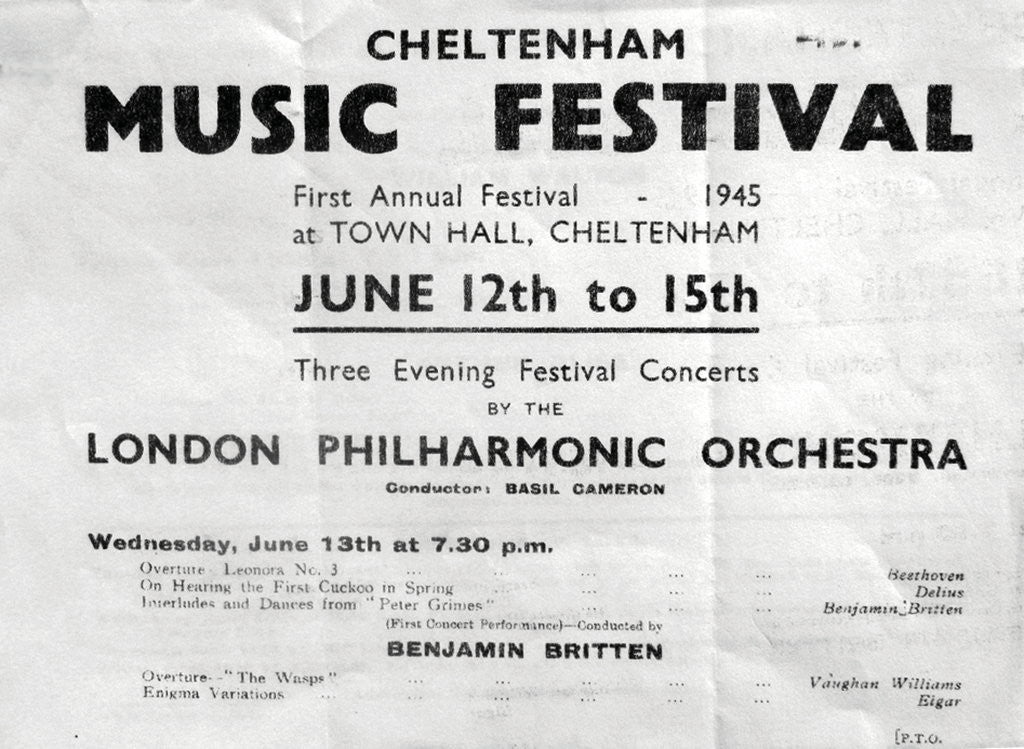 CHELTENHAM
MUSIC FESTIVAL
First Annual Festival - 1945
at TOWN HALL, CHELTENHAM
JUNE 12th to 15th
Three Evening Festival Concerts
BY THE
LONDON PHILHARMONIC ORCHESTRA
Conductor: BASIL CAMERON
Wednesday, June 13th at 7.30 p.m.
Overture Leonora No. 3 ... ... ... ... ... Beethoven
On Hearing the First Cuckoo in Spring ... ... ... ... Delius
Interludes and Dances from "Peter Grimes" ... ... ... Benjamin Britten
(First Concert Performance)—Conducted by
BENJAMIN BRITTEN
Overture--"The Wasps" ... ... ... ... ... Vaughan Williams
Enigma Variations ... ... ... ... ... ... Elgar
[P.T.O.